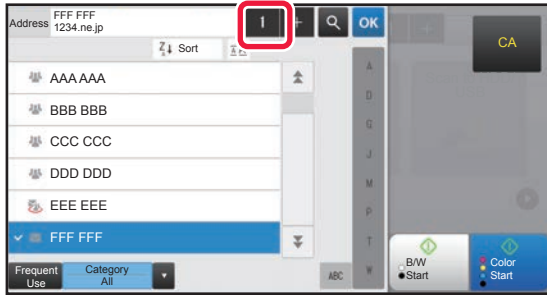 Address FFF FFF
1234.ne.jp
1
+
OK
CA
Z↓ Sort
AAA AAA
BBB BBB
CCC CCC
DDD DDD
EEE EEE
FFF FFF
A
D
G
J
M
P
T
W
Frequent
Use
Category
All
▼
ABC
B/W
Start
Color
Start